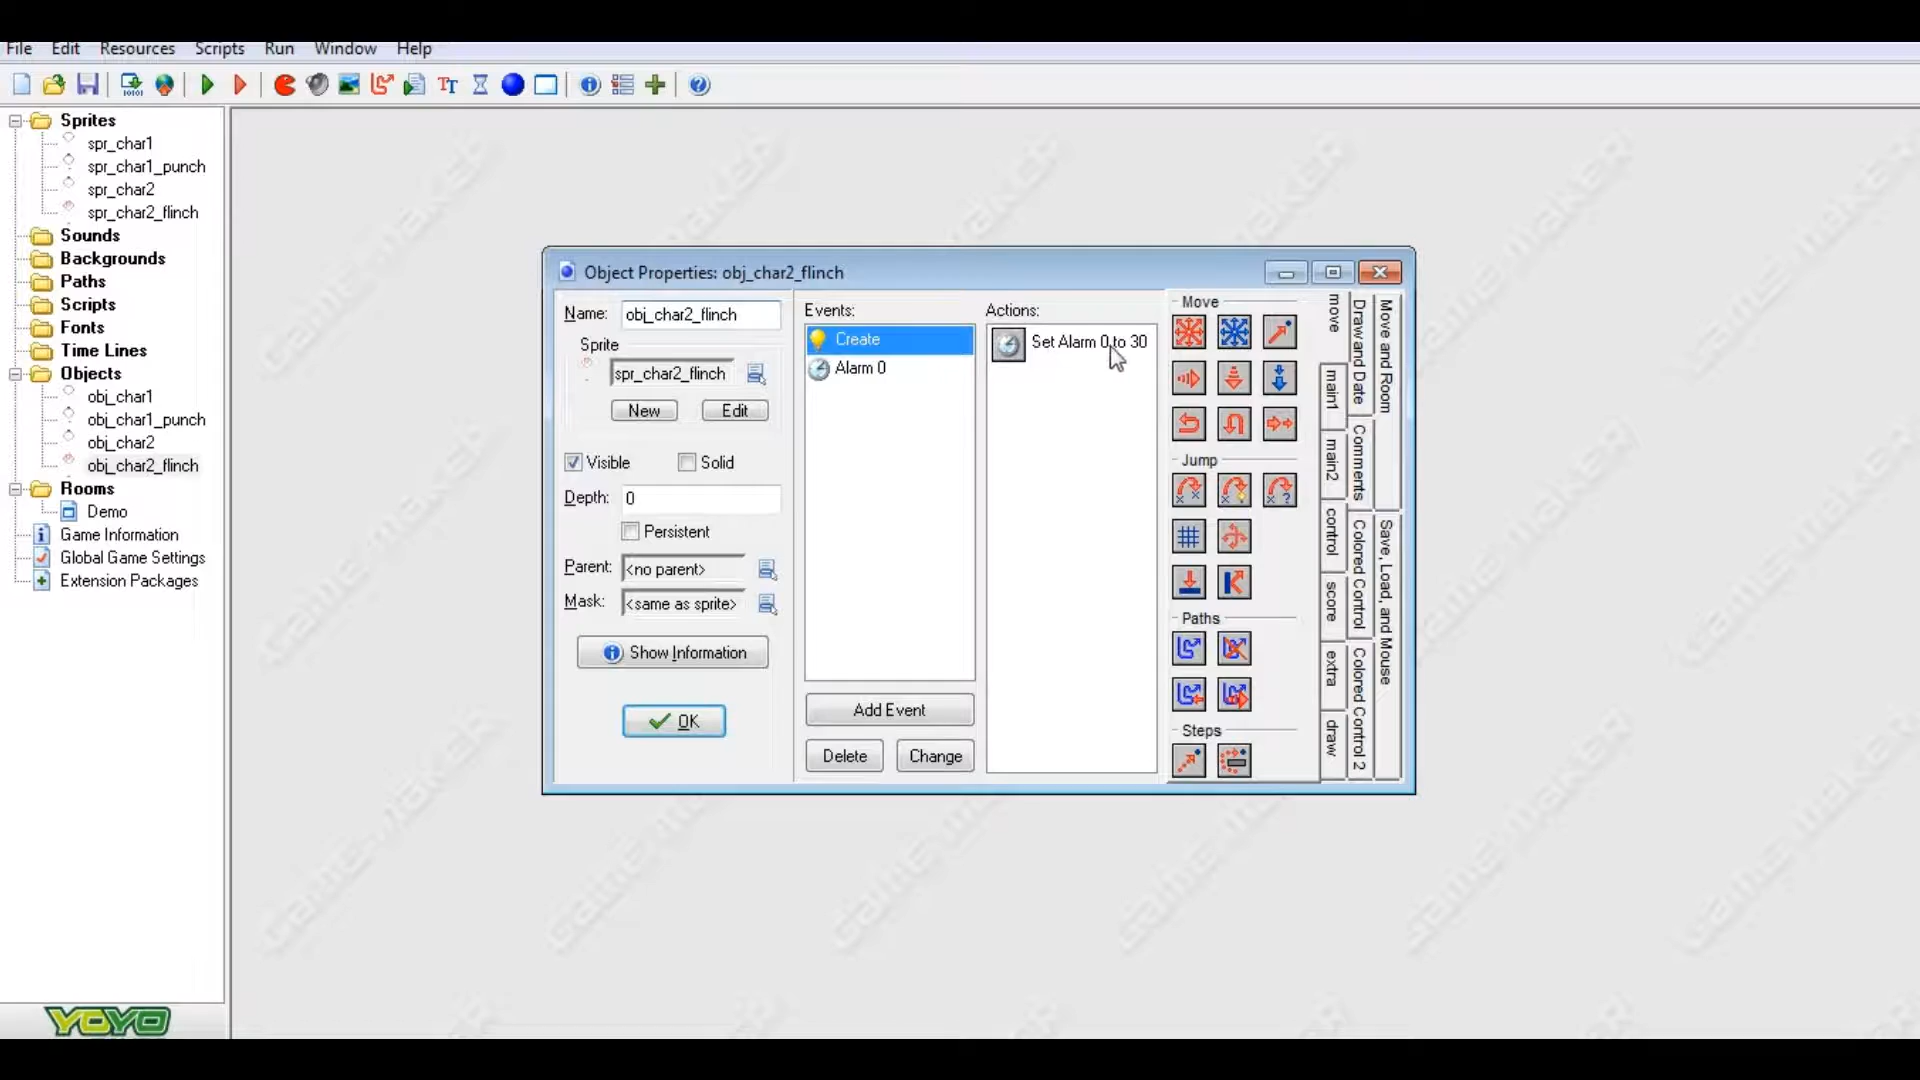 File Edit Resources Scripts Run Window Help
Sprites
spr_char1
spr_char1_punch
spr_char2
spr_char2_flinch
Sounds
Backgrounds
Paths
Scripts
Fonts
Time Lines
Objects
obj_char1
obj_char1_punch
obj_char2
obj_char2_flinch
Rooms
Demo
Game Information
Global Game Settings
Extension Packages
YOYO
Object Properties: obj_char2_flinch
Name: obj_char2_flinch
Sprite
spr_char2_flinch
New Edit
Visible Solid
Depth: 0
Persistent
Parent: <no parent>
Mask: <same as sprite>
Show Information
OK
Events:
Create
Alarm 0
Add Event
Delete Change
Actions:
Set Alarm 0 to 30
Move
Jump
Paths
Steps
move
main1
main2
control
score
extra
draw
Draw and Date
Comments
Colored Control
Colored Control 2
Move and Room
Save, Load, and Mouse